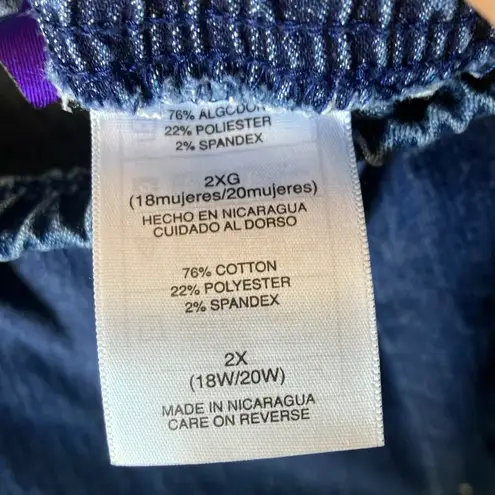 76% ALGODON
22% POLIESTER
2% SPANDEX
2XG
(18mujeres/20mujeres)
HECHO EN NICARAGUA
CUIDADO AL DORSO
76% COTTON
22% POLYESTER
2% SPANDEX
2X
(18W/20W)
MADE IN NICARAGUA
CARE ON REVERSE